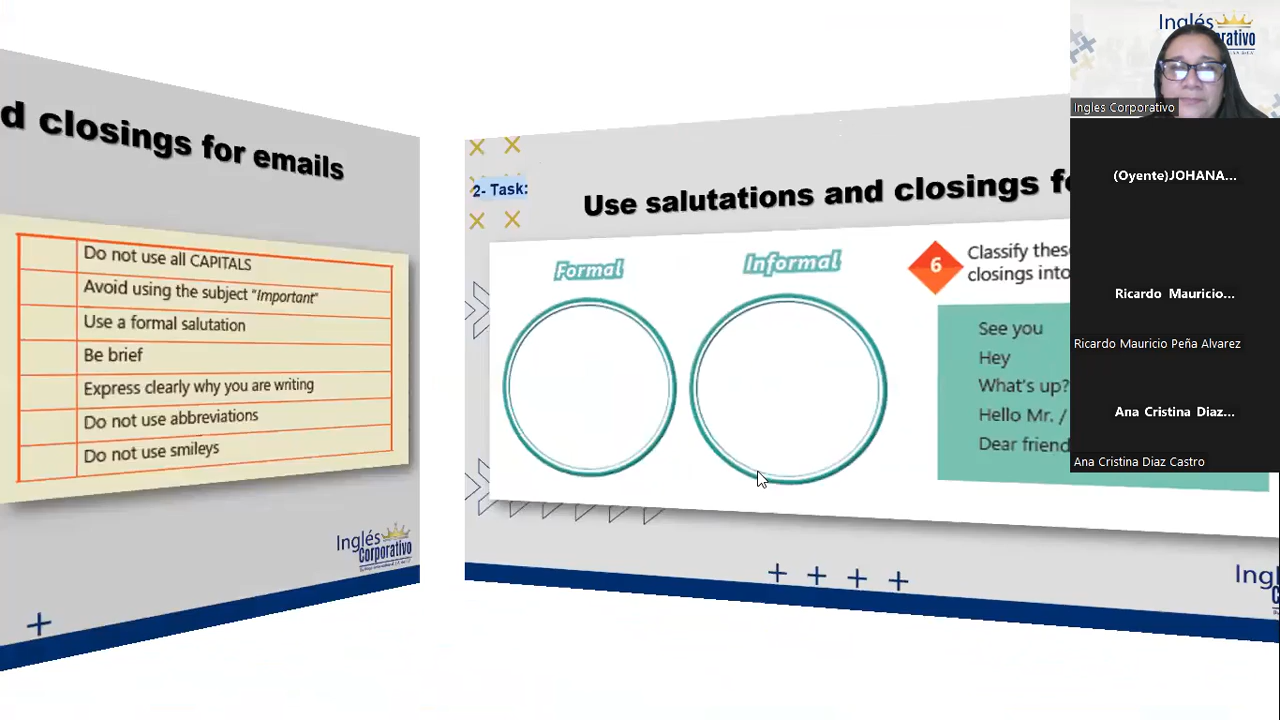 d closings for emails
Do not use all CAPITALS
Avoid using the subject "Important"
Use a formal salutation
Be brief
Express clearly why you are writing
Do not use abbreviations
Do not use smileys
Inglés
Corporativo
2- Task:
Use salutations and closings fo
Formal
Informal
6
Classify these
closings into
See you
Hey
What's up?
Hello Mr. /
Dear friend
Ing
Inglés
rativo
Ingles Corporativo
(Oyente)JOHANA...
Ricardo Mauricio...
Ricardo Mauricio Peña Alvarez
Ana Cristina Diaz...
Ana Cristina Diaz Castro